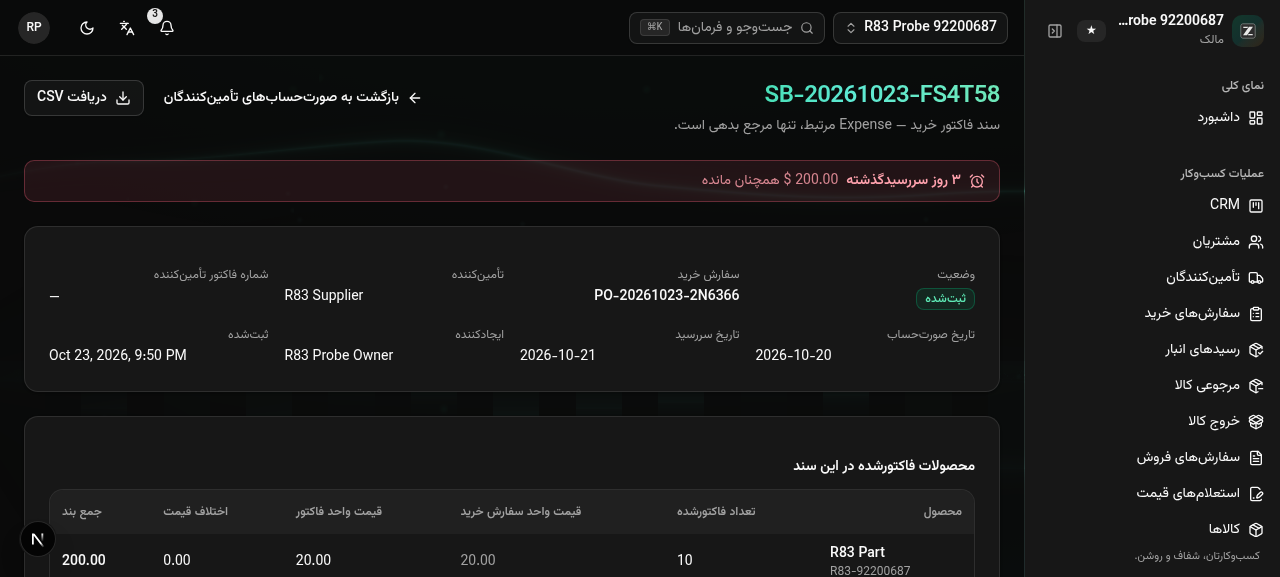 …robe 92200687
مالک
★
نمای کلی
داشبورد
عملیات کسب‌وکار
CRM
مشتریان
تأمین‌کنندگان
سفارش‌های خرید
رسیدهای انبار
مرجوعی کالا
خروج کالا
سفارش‌های فروش
استعلام‌های قیمت
کالاها
کسب‌وکارتان، شفاف و روشن.
R83 Probe 92200687
جست‌وجو و فرمان‌ها ⌘K
3
RP
SB-20261023-FS4T58
سند فاکتور خرید — Expense مرتبط، تنها مرجع بدهی است.
بازگشت به صورت‌حساب‌های تأمین‌کنندگان
دریافت CSV
۳ روز سررسیدگذشته 200.00 $ همچنان مانده
وضعیت سفارش خرید تأمین‌کننده شماره فاکتور تأمین‌کننده
ثبت‌شده PO-20261023-2N6366 R83 Supplier —
تاریخ صورت‌حساب تاریخ سررسید ایجادکننده ثبت‌شده
2026-10-20 2026-10-21 R83 Probe Owner Oct 23, 2026, 9:50 PM
محصولات فاکتورشده در این سند
محصول تعداد فاکتورشده قیمت واحد سفارش خرید قیمت واحد فاکتور اختلاف قیمت جمع بند
R83 Part 10 20.00 20.00 0.00 200.00
R83-92200687
N